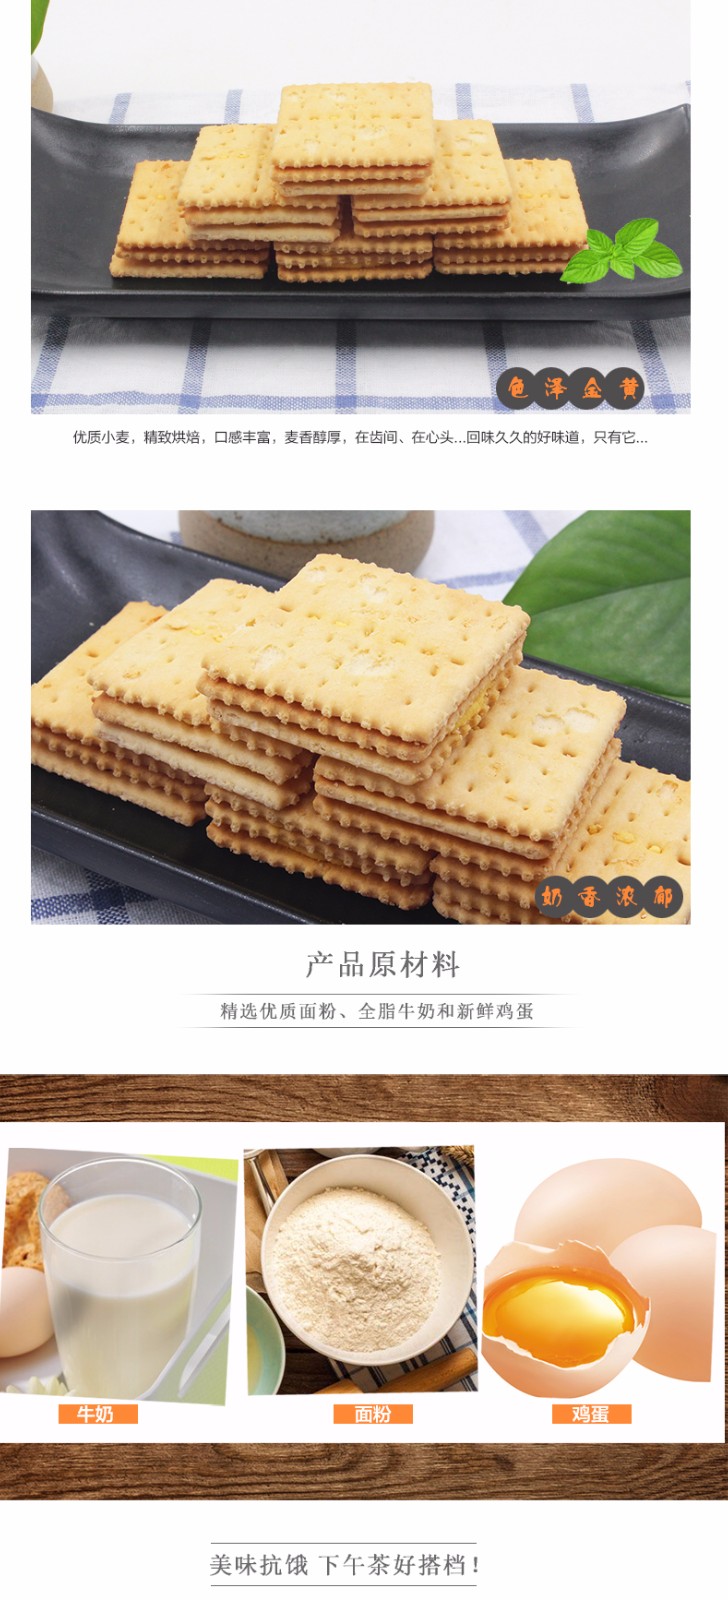 色泽金黄
优质小麦，精致烘焙，口感丰富，麦香醇厚，在齿间、在心头...回味久久的好味道，只有它...
奶香浓郁
产品原材料
精选优质面粉、全脂牛奶和新鲜鸡蛋
牛奶
面粉
鸡蛋
美味抗饿 下午茶好搭档！